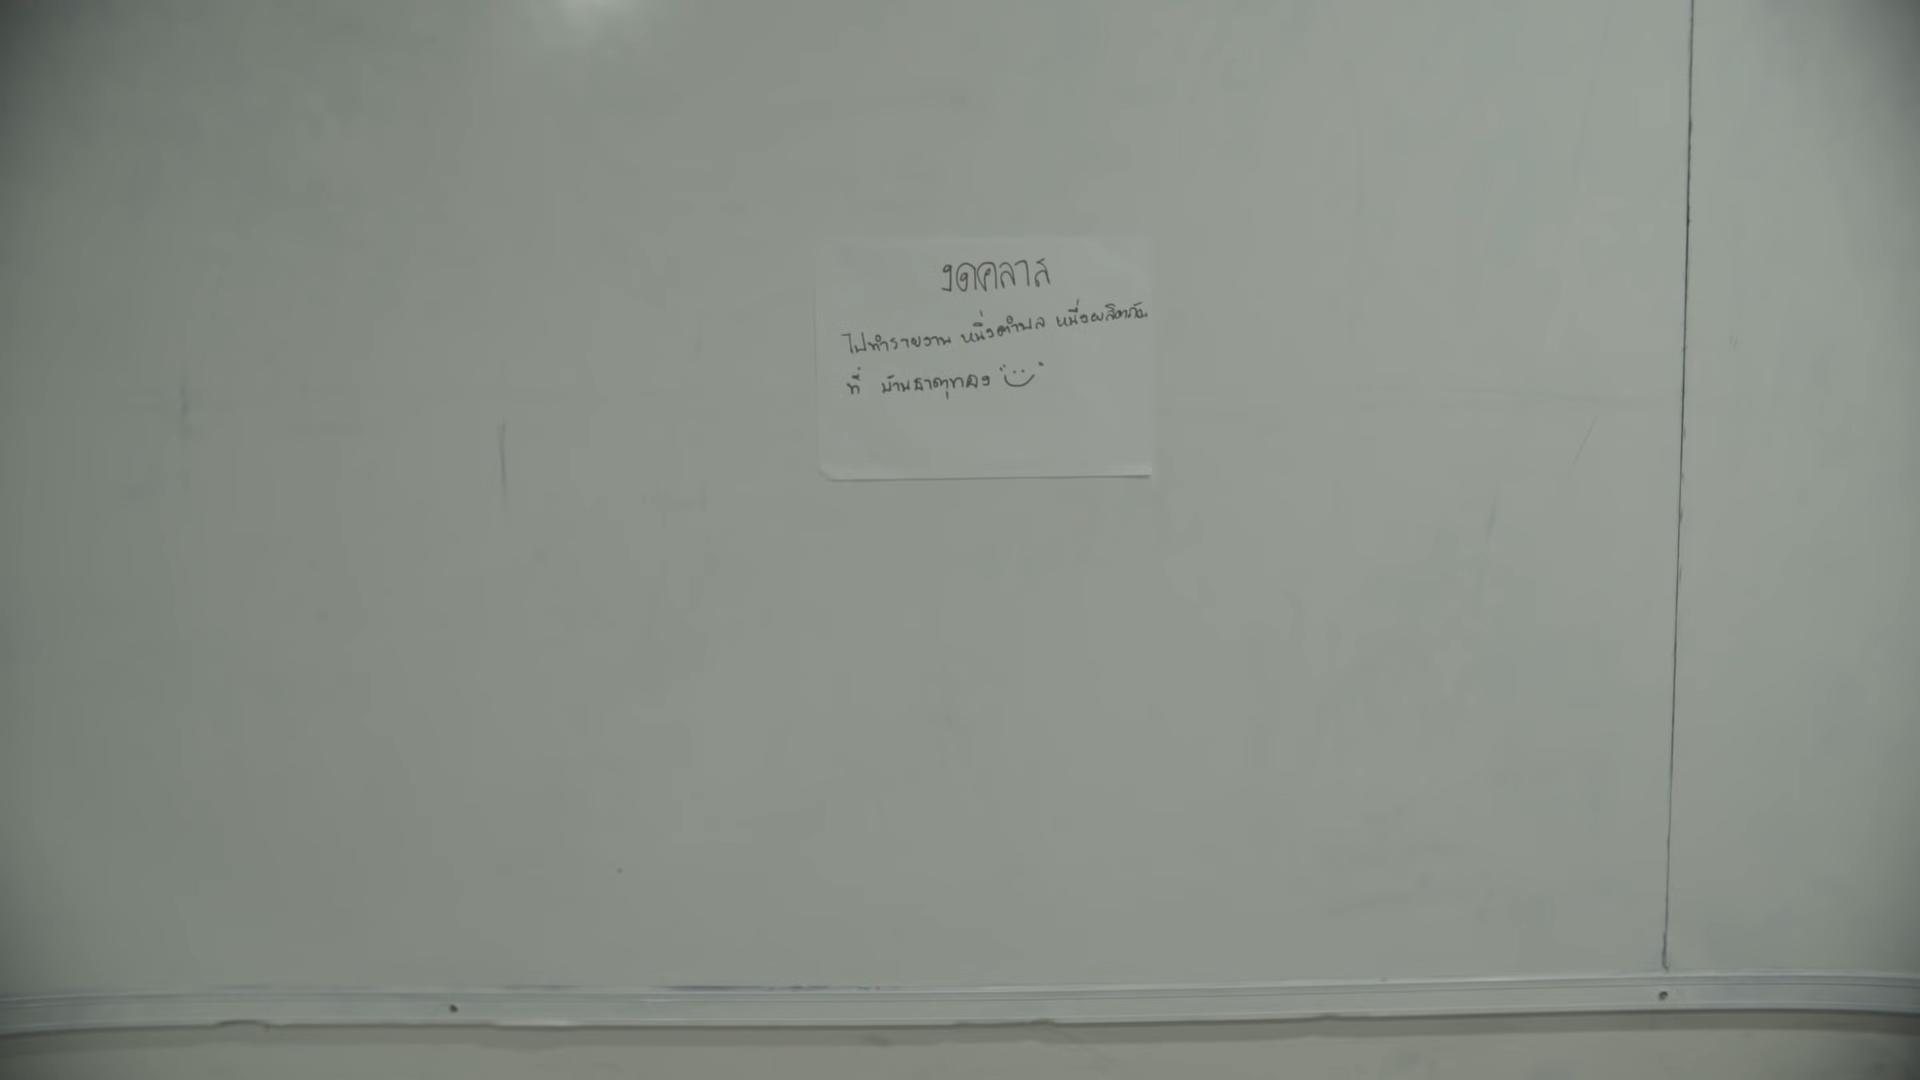 งดคลาส
ไปทำรายงาน หนึ่งตำบล หนึ่งผลิตภัณ
ที่ บ้านธาตุทอง